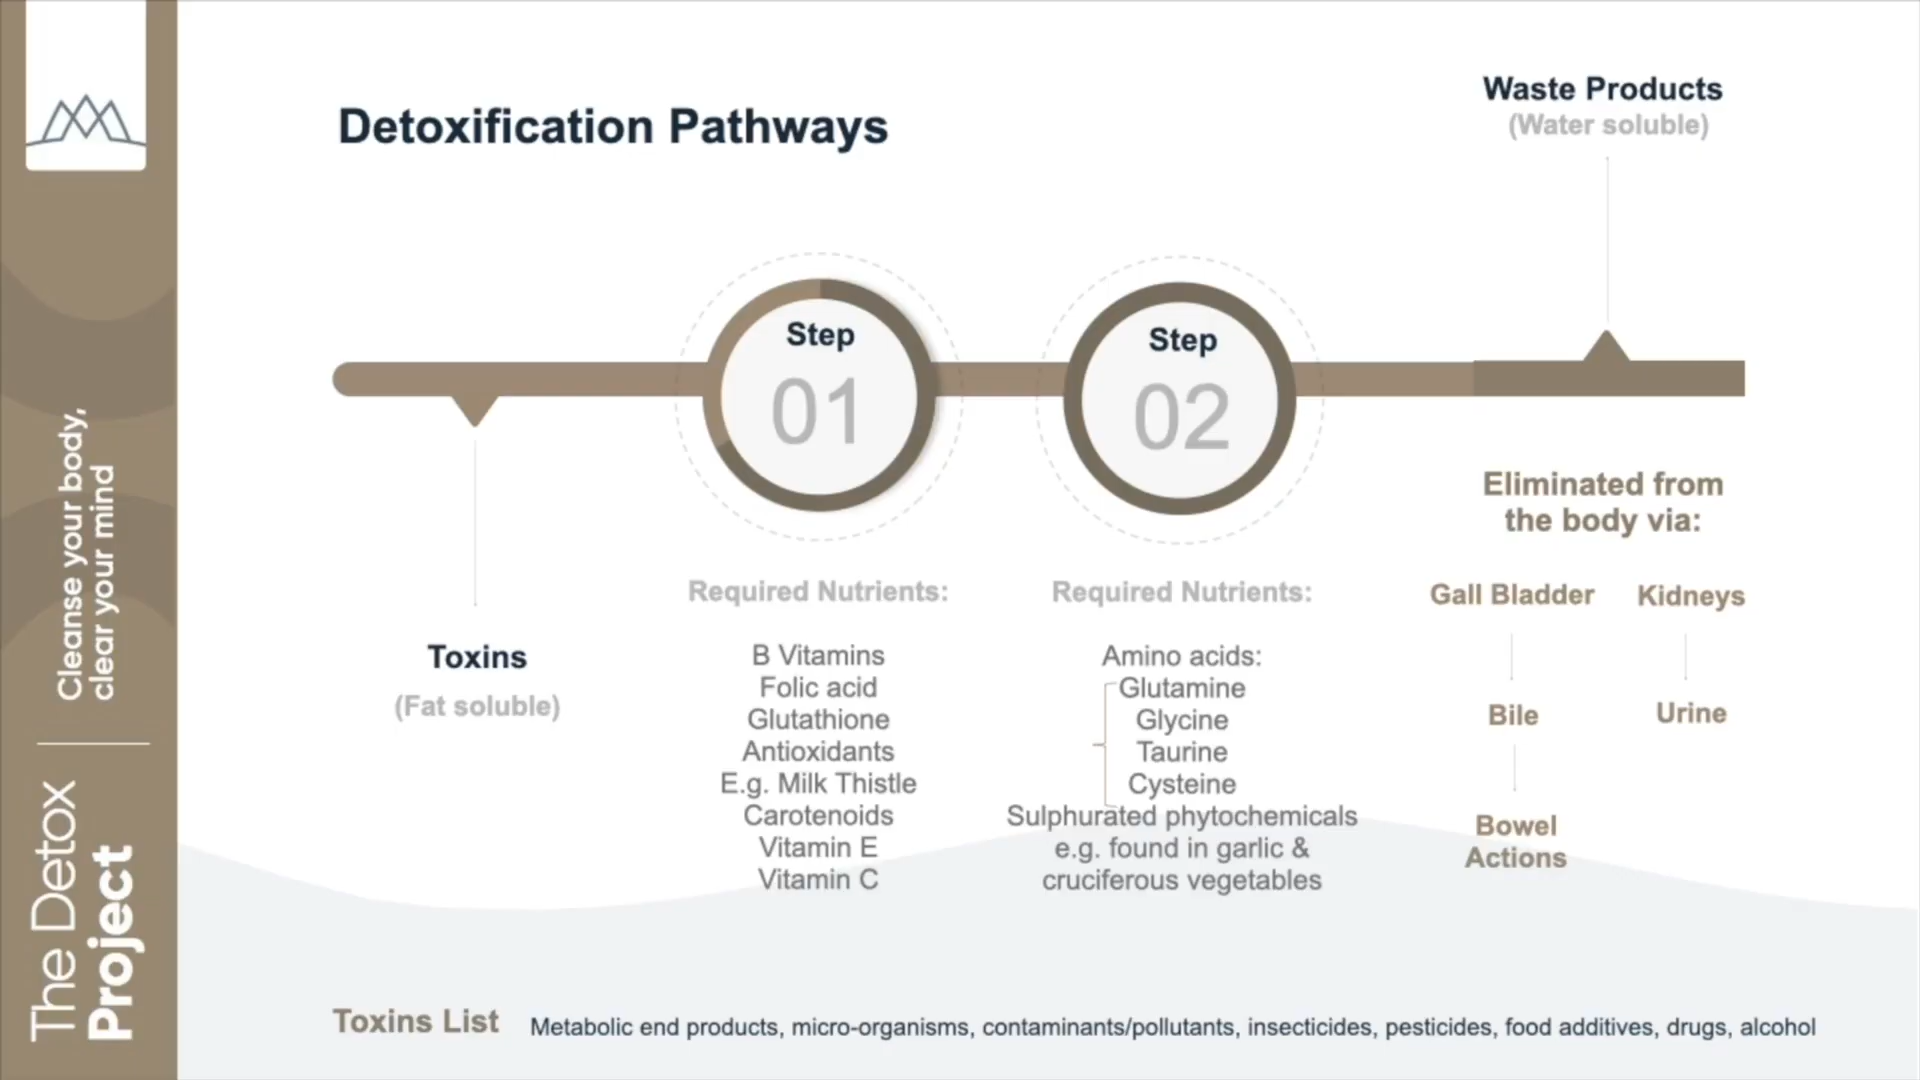 Detoxification Pathways
Waste Products
(Water soluble)
Step
01
Step
02
Toxins
(Fat soluble)
Required Nutrients:
B Vitamins
Folic acid
Glutathione
Antioxidants
E.g. Milk Thistle
Carotenoids
Vitamin E
Vitamin C
Required Nutrients:
Amino acids:
Glutamine
Glycine
Taurine
Cysteine
Sulphurated phytochemicals
e.g. found in garlic &
cruciferous vegetables
Eliminated from
the body via:
Gall Bladder
Bile
Bowel
Actions
Kidneys
Urine
Toxins List
Metabolic end products, micro-organisms, contaminants/pollutants, insecticides, pesticides, food additives, drugs, alcohol
The Detox
Project
Cleanse your body,
clear your mind